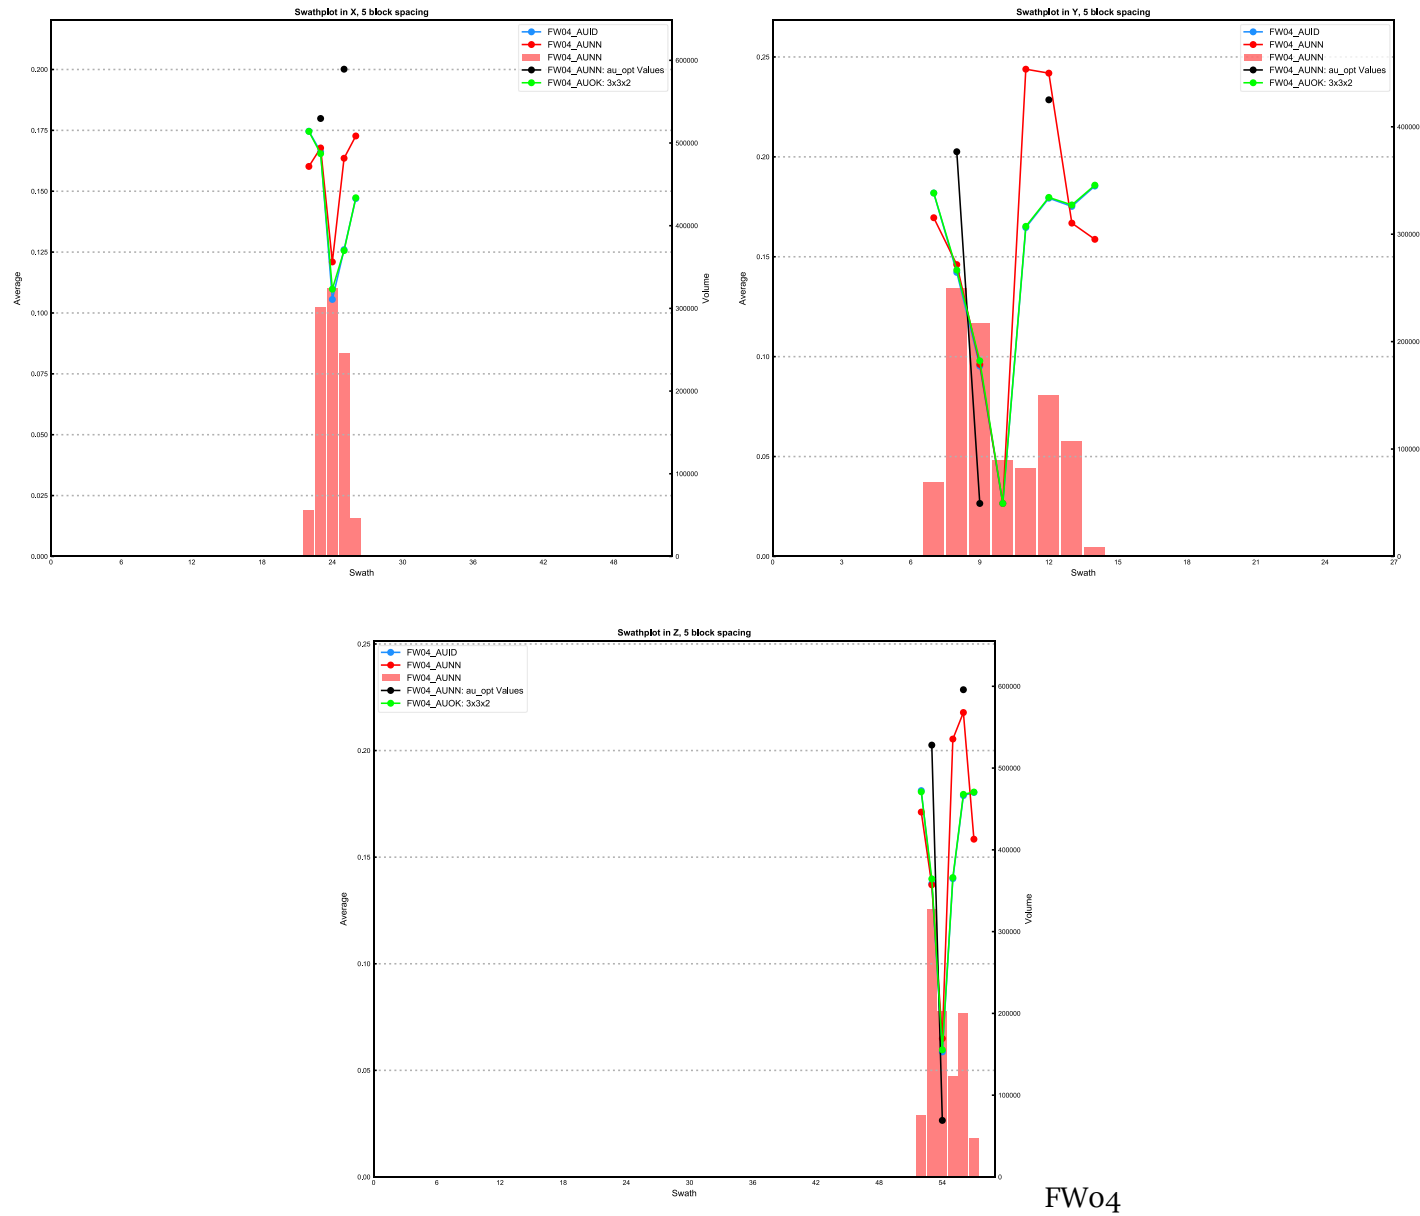 Swathplot in X, 5 block spacing
FW04_AUID
FW04_AUNN
FW04_AUNN
FW04_AUNN: au_opt Values
FW04_AUOK: 3x3x2
0.200
0.175
0.150
0.125
0.100
0.075
0.050
0.025
0.000
Average
600000
500000
400000
300000
200000
100000
0
Volume
0 6 12 18 24 30 36 42 48
Swath
Swathplot in Y, 5 block spacing
FW04_AUID
FW04_AUNN
FW04_AUNN
FW04_AUNN: au_opt Values
FW04_AUOK: 3x3x2
0.25
0.20
0.15
0.10
0.05
0.00
Average
400000
300000
200000
100000
0
0 3 6 9 12 15 18 21 24 27
Swath
Swathplot in Z, 5 block spacing
FW04_AUID
FW04_AUNN
FW04_AUNN
FW04_AUNN: au_opt Values
FW04_AUOK: 3x3x2
0.25
0.20
0.15
0.10
0.05
0.00
Average
600000
500000
400000
300000
200000
100000
0
Volume
0 6 12 18 24 30 36 42 48 54
Swath
FW04